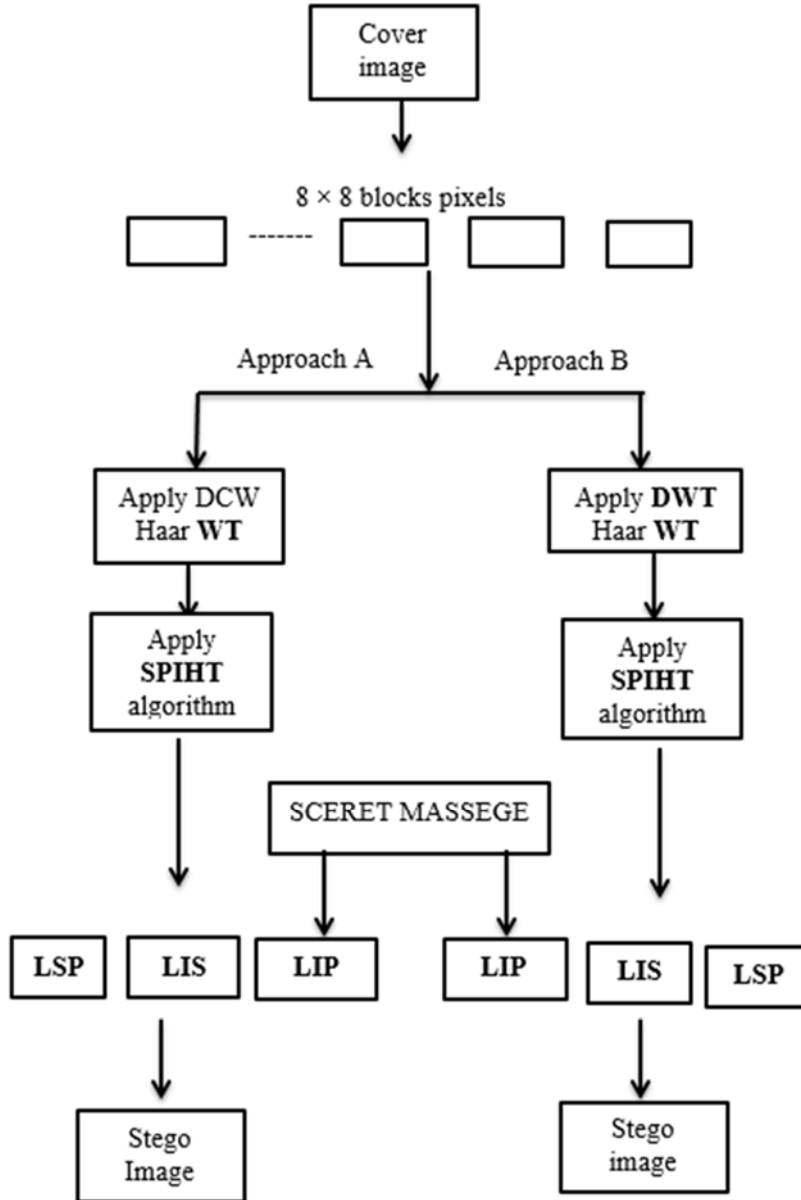 Cover
image
8 × 8 blocks pixels
Approach A
Approach B
Apply DCW
Haar WT
Apply DWT
Haar WT
Apply
SPIHT
algorithm
Apply
SPIHT
algorithm
SCERET MASSEGE
LSP
LIS
LIP
LIP
LIS
LSP
Stego
Image
Stego
image